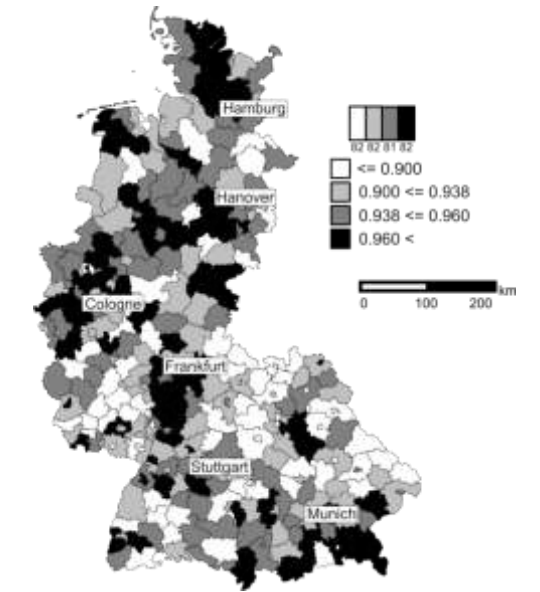 Hamburg
82 82 81 82
<= 0.900
0.900 <= 0.938
Hanover
0.938 <= 0.960
0.960 <
km
0 100 200
Cologne
Frankfurt
Stuttgart
Munich